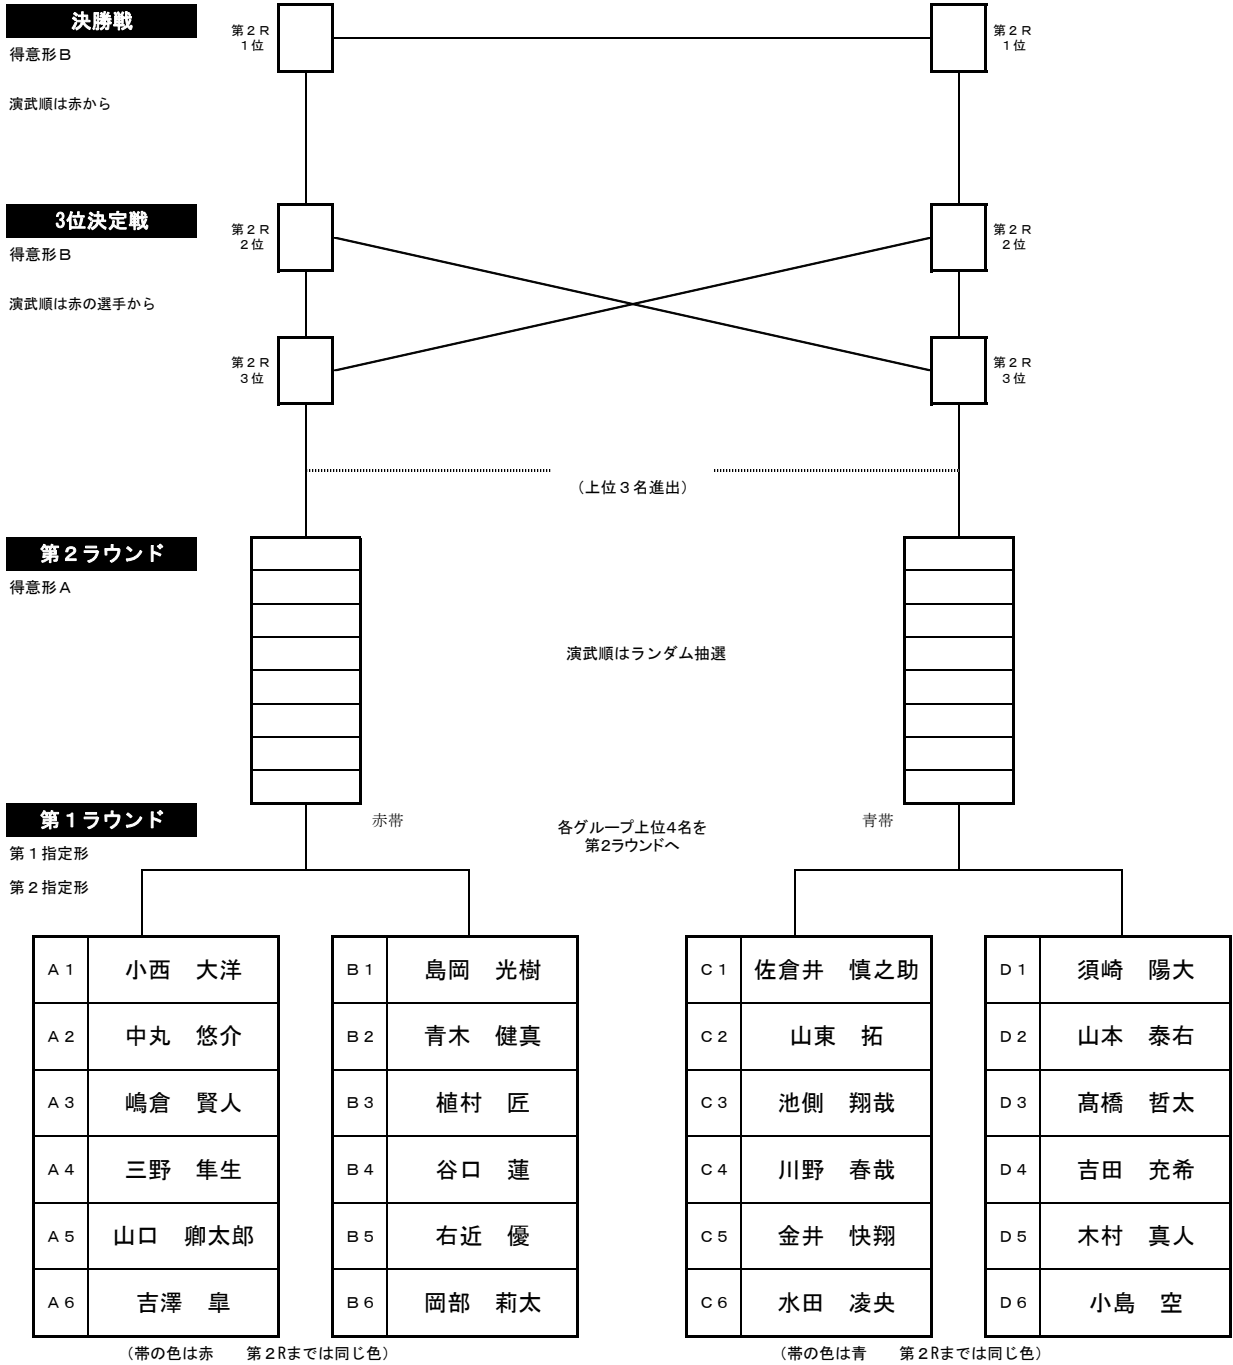 決勝戦
得意形B
演武順は赤から
第２Ｒ
１位
第２Ｒ
１位
3位決定戦
得意形B
演武順は赤の選手から
第２Ｒ
２位
第２Ｒ
２位
第２Ｒ
３位
第２Ｒ
３位
（上位３名進出）
第２ラウンド
得意形A
演武順はランダム抽選
第１ラウンド
第１指定形
第２指定形
赤帯
各グループ上位4名を
第2ラウンドへ
青帯
A1 小西　大洋
A2 中丸　悠介
A3 嶋倉　賢人
A4 三野　隼生
A5 山口　卿太郎
A6 吉澤　皐
B1 島岡　光樹
B2 青木　健真
B3 植村　匠
B4 谷口　蓮
B5 右近　優
B6 岡部　莉太
（帯の色は赤　　第２Rまでは同じ色）
C1 佐倉井　慎之助
C2 山東　拓
C3 池側　翔哉
C4 川野　春哉
C5 金井　快翔
C6 水田　凌央
D1 須崎　陽大
D2 山本　泰右
D3 髙橋　哲太
D4 吉田　充希
D5 木村　真人
D6 小島　空
（帯の色は青　　第２Rまでは同じ色）